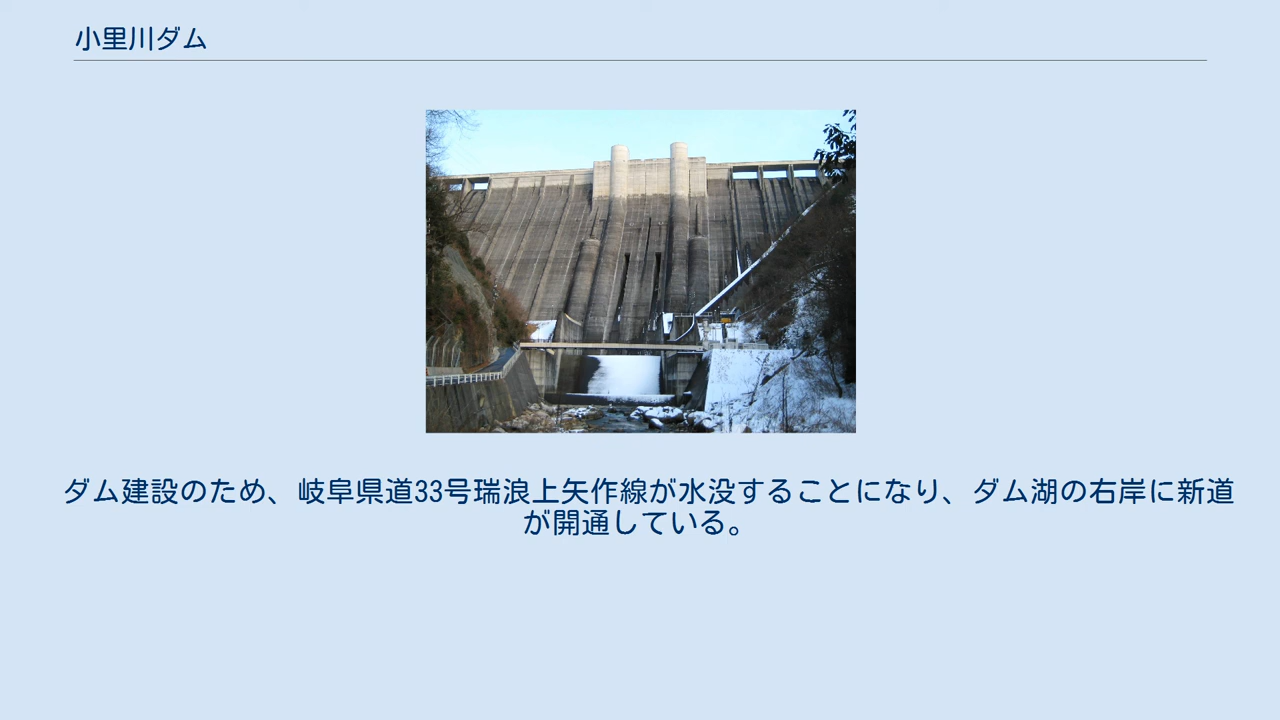 小里川ダム
ダム建設のため、岐阜県道33号瑞浪上矢作線が水没することになり、ダム湖の右岸に新道
が開通している。